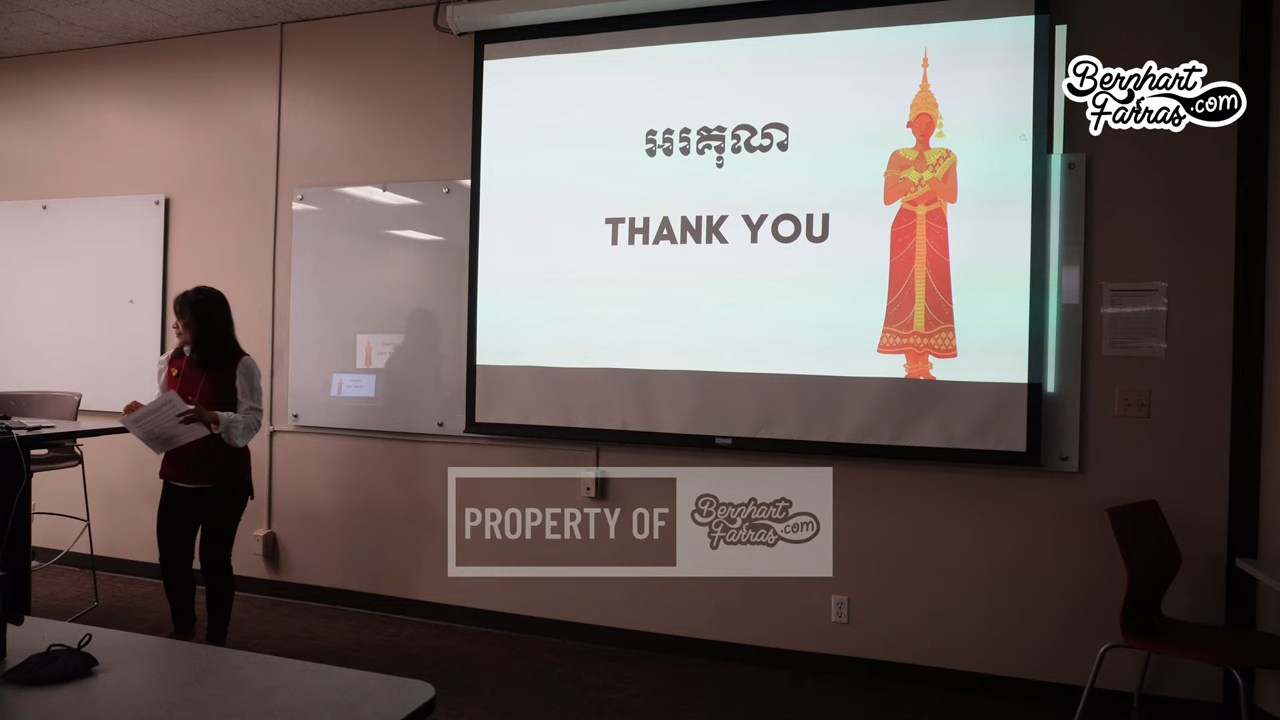 អរគុណ
THANK YOU
Bernhart
Farras.com
PROPERTY OF
Bernhart
Farras.com